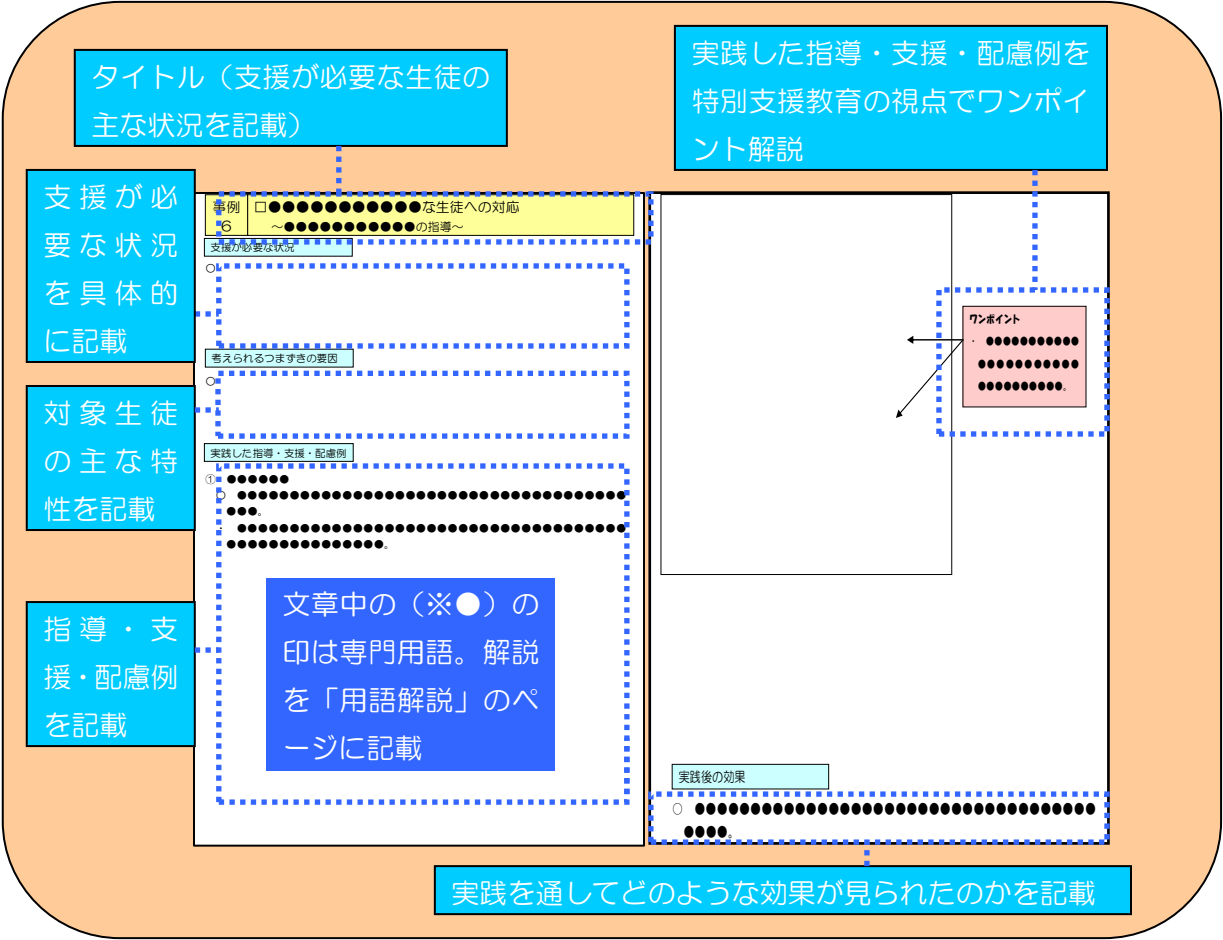 タイトル（支援が必要な生徒の
主な状況を記載）
実践した指導・支援・配慮例を
特別支援教育の視点でワンポイ
ント解説
支援が必
要な状況
を具体的
に記載
対象生徒
の主な特
性を記載
指導・支
援・配慮例
を記載
事例
６
□●●●●●●●●●●●な生徒への対応
～●●●●●●●●●●●の指導～
支援が必要な状況
○
考えられるつまずきの要因
○
実践した指導・支援・配慮例
① ●●●●●●
○ ●●●●●●●●●●●●●●●●●●●●●●●●●●●●●●●●●●●●●
●●●。
・ ●●●●●●●●●●●●●●●●●●●●●●●●●●●●●●●●●●●●●
●●●●●●●●●●●●●●●。
文章中の（※●）の
印は専門用語。解説
を「用語解説」のペ
ージに記載
ワンポイント
・ ●●●●●●●●●●●
●●●●●●●●●●●●
●●●●●●●●●●。
実践後の効果
○ ●●●●●●●●●●●●●●●●●●●●●●●●●●●●●●●●●●●●
●●●●。
実践を通してどのような効果が見られたのかを記載